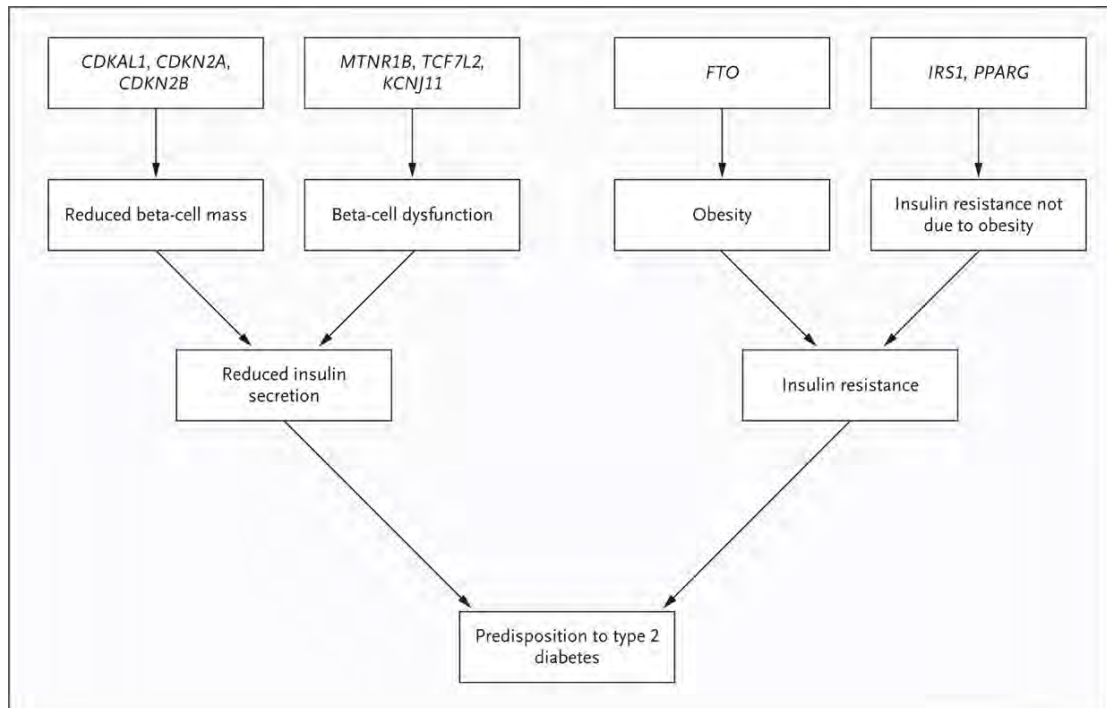 CDKAL1, CDKN2A,
CDKN2B
MTNR1B, TCF7L2,
KCNJ11
FTO
IRS1, PPARG
Reduced beta-cell mass
Beta-cell dysfunction
Obesity
Insulin resistance not
due to obesity
Reduced insulin
secretion
Insulin resistance
Predisposition to type 2
diabetes